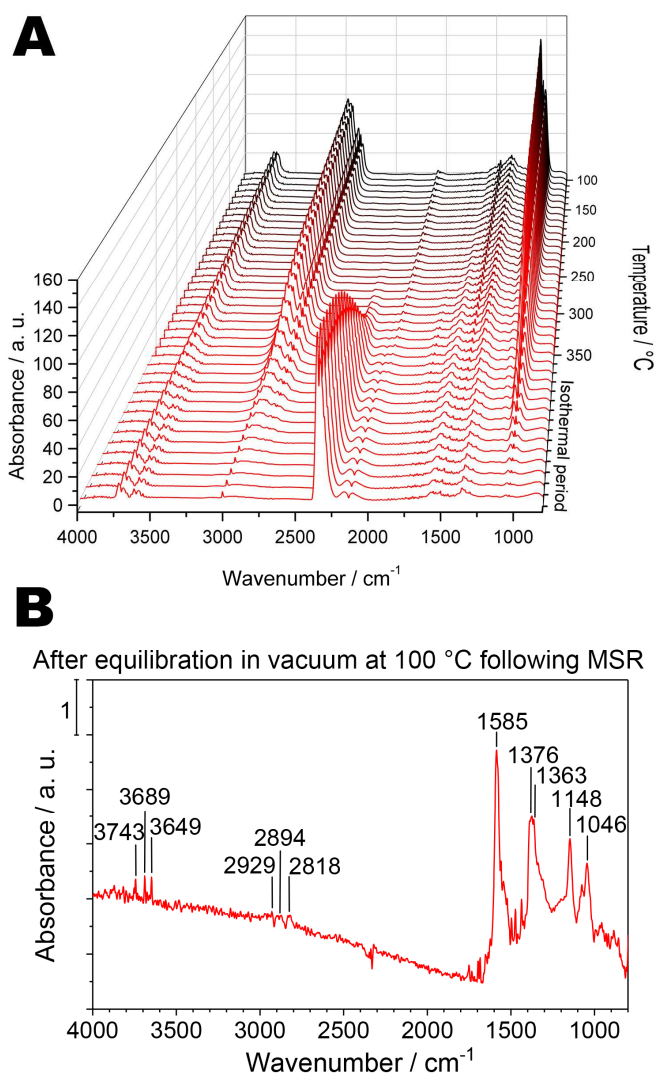 A
160
140
120
100
80
60
40
20
0
Absorbance / a. u.
4000 3500 3000 2500 2000 1500 1000
Wavenumber / cm-1
100
150
200
250
300
350
Isothermal period
Temperature / °C
B
After equilibration in vacuum at 100 °C following MSR
1
1585
1376
1363
1148
1046
3689
3743 3649
2894
2929 2818
Absorbance / a. u.
4000 3500 3000 2500 2000 1500 1000
Wavenumber / cm-1